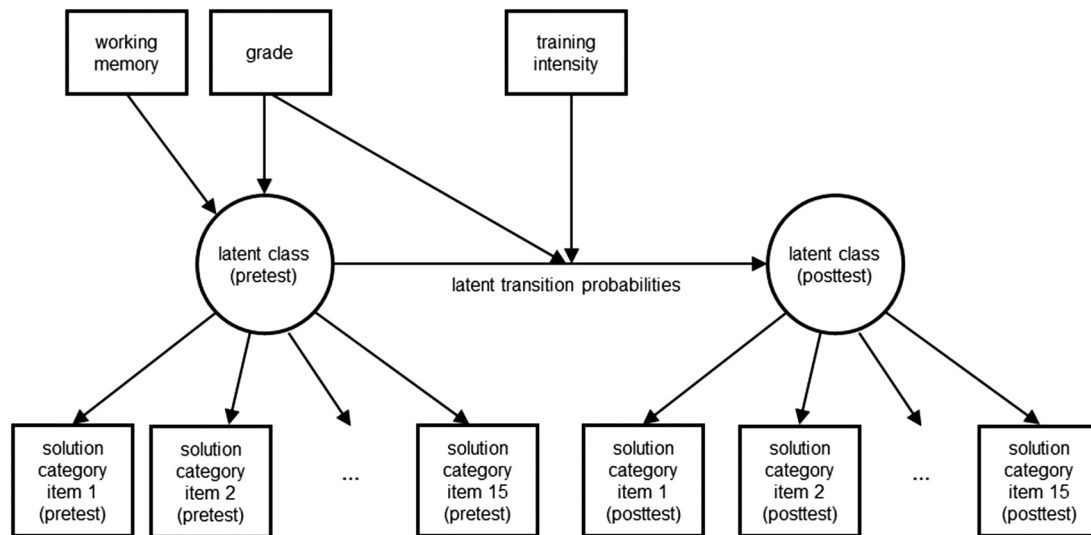 working
memory
grade
training
intensity
latent class
(pretest)
latent transition probabilities
latent class
(posttest)
solution
category
item 1
(pretest)
solution
category
item 2
(pretest)
...
solution
category
item 15
(pretest)
solution
category
item 1
(posttest)
solution
category
item 2
(posttest)
...
solution
category
item 15
(posttest)